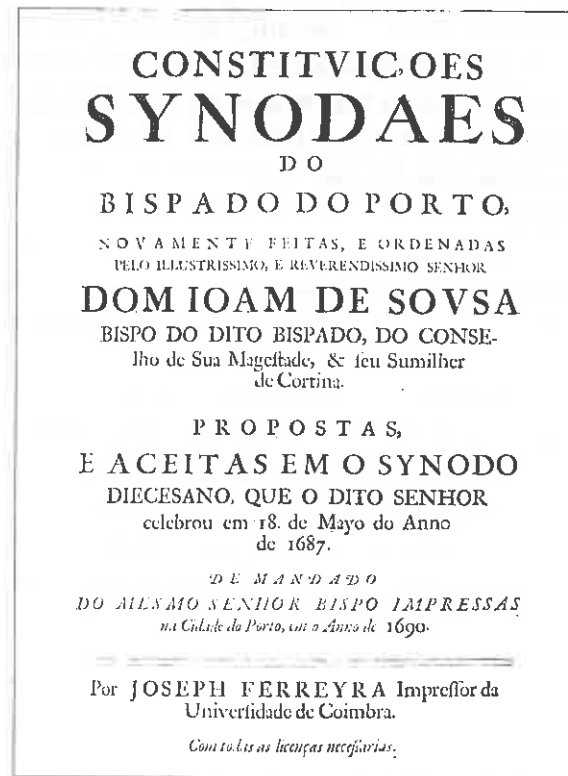 CONSTITVIC,OES
SYNODAES
DO
BISPADO DO PORTO,
NOVAMENTE FEITAS, E ORDENADAS
PELO ILLUSTRISSIMO, E REVERENDISSIMO SENHOR
DOM IOAM DE SOVSA
BISPO DO DITO BISPADO, DO CONSE-
lho de Sua Mageſtade, & ſeu Sumilher
de Cortina.
PROPOSTAS,
E ACEITAS EM O SYNODO
DIECESANO, QUE O DITO SENHOR
celebrou em 18. de Mayo do Anno
de 1687.
DE MANDADO
DO MESMO SENHOR BISPO IMPRESSAS
na Cidade do Porto, em o Anno de 1690.
Por JOSEPH FERREYRA Impreſſor da
Univerſidade de Coimbra.
Com todas as licenças neceſſarias.